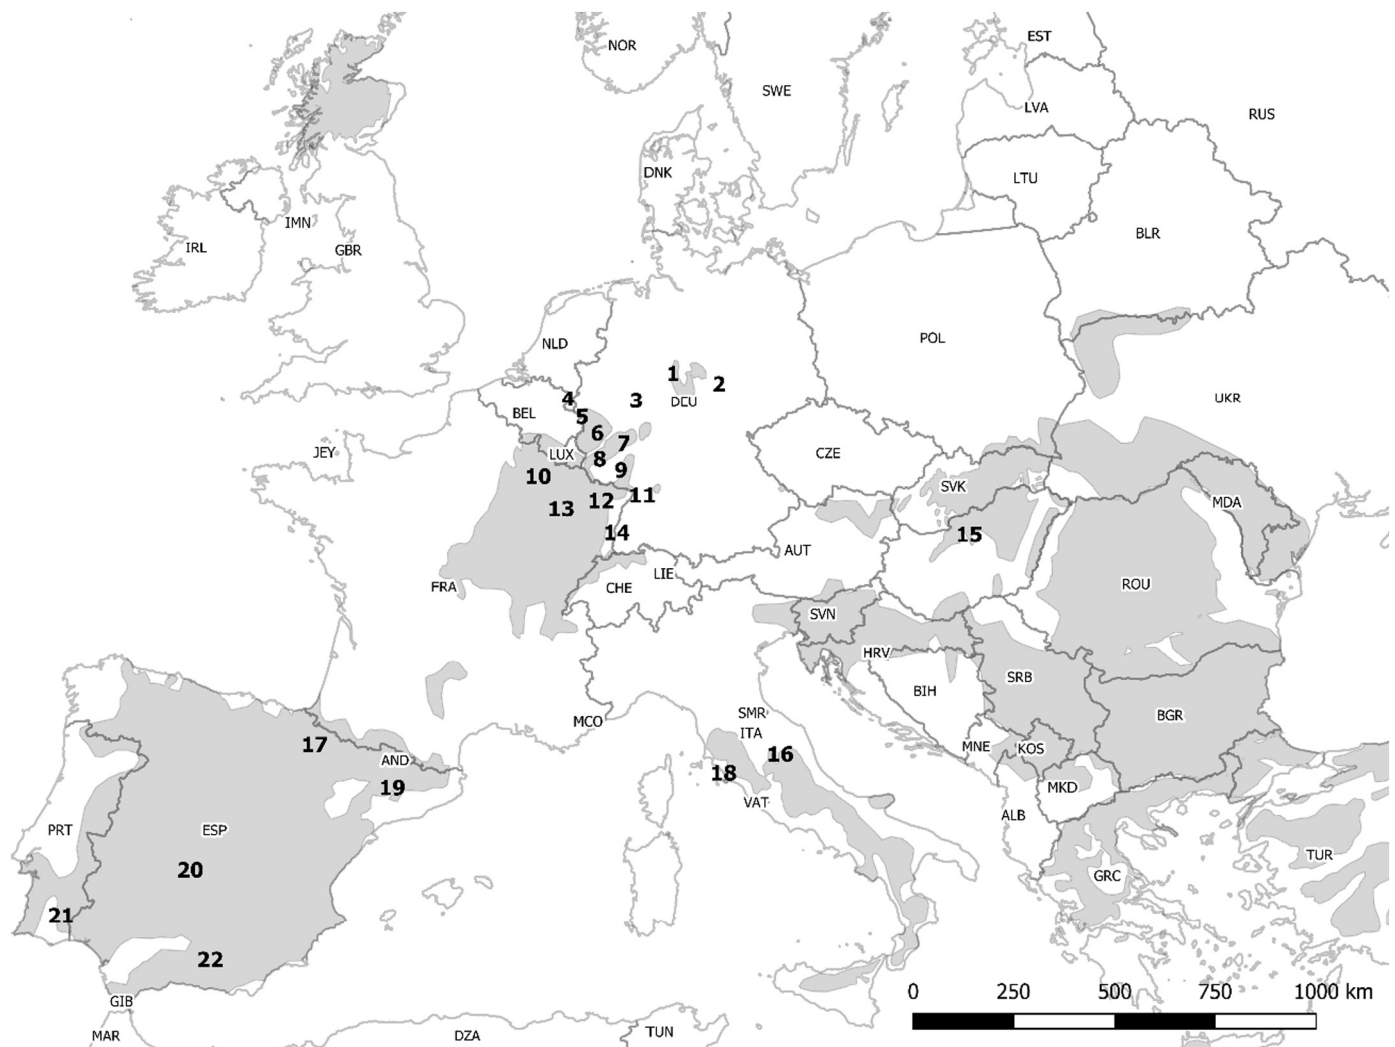 NOR
EST
SWE
LVA
RUS
DNK
LTU
IMN
IRL
GBR
BLR
NLD
POL
1
2
3
DEU
4
BEL
5
UKR
6
7
JEY
LUX
8
CZE
9
10
SVK
11
12
MDA
13
14
15
AUT
LIE
FRA
CHE
ROU
SVN
HRV
SRB
BIH
SMR
BGR
MCO
ITA
17
MNE
KOS
16
AND
18
19
MKD
VAT
ALB
PRT
ESP
TUR
20
GRC
21
22
GIB
0 250 500 750 1000 km
MAR
DZA
TUN